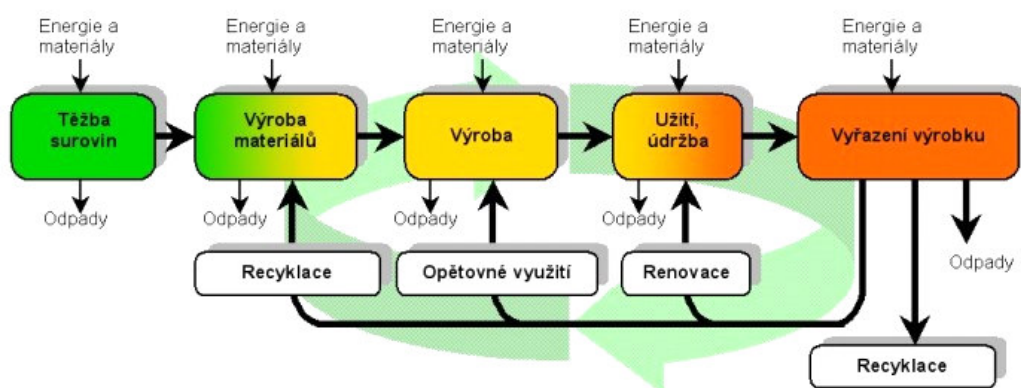 Energie a
materiály
Energie a
materiály
Energie a
materiály
Energie a
materiály
Energie a
materiály
Těžba
surovin
Výroba
materiálů
Výroba
Užití,
údržba
Vyřazení výrobku
Odpady
Odpady
Odpady
Odpady
Odpady
Recyklace
Opětovné využití
Renovace
Recyklace